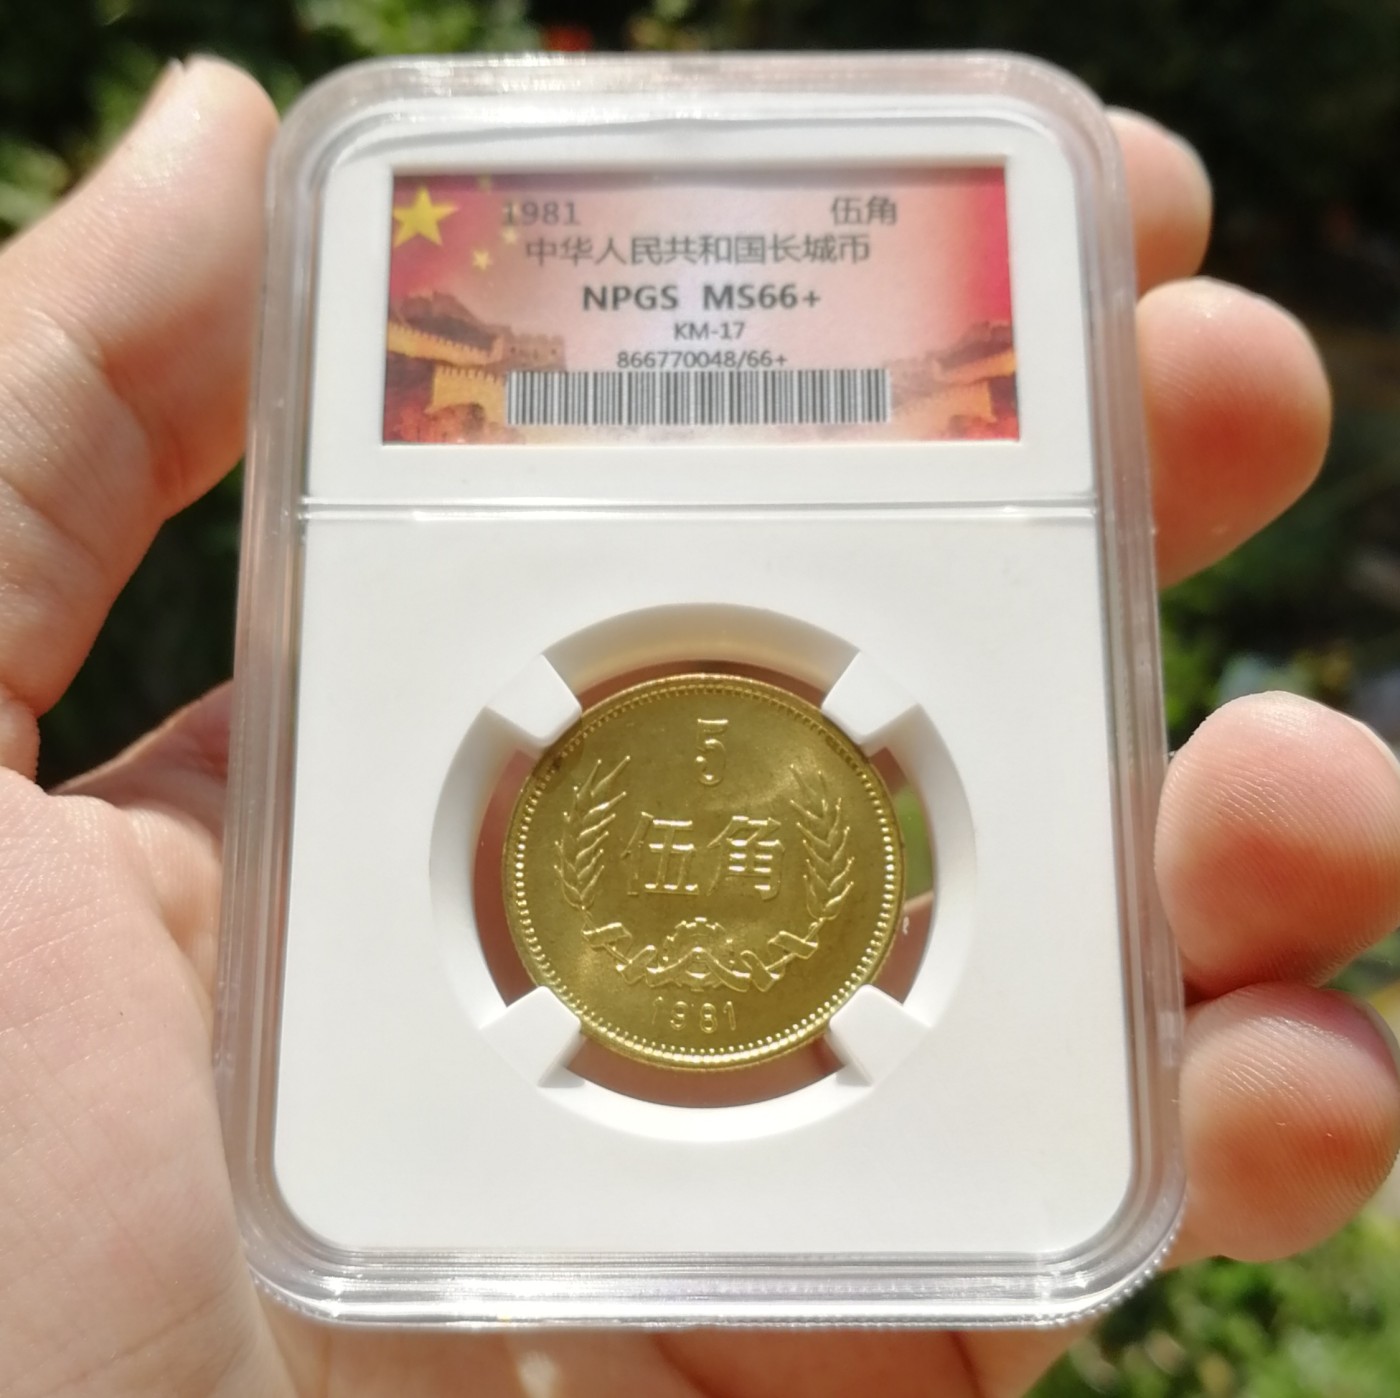 1981 伍角
中华人民共和国长城币
NPGS MS66+
KM-17
866770048/66+
5
伍角
1981